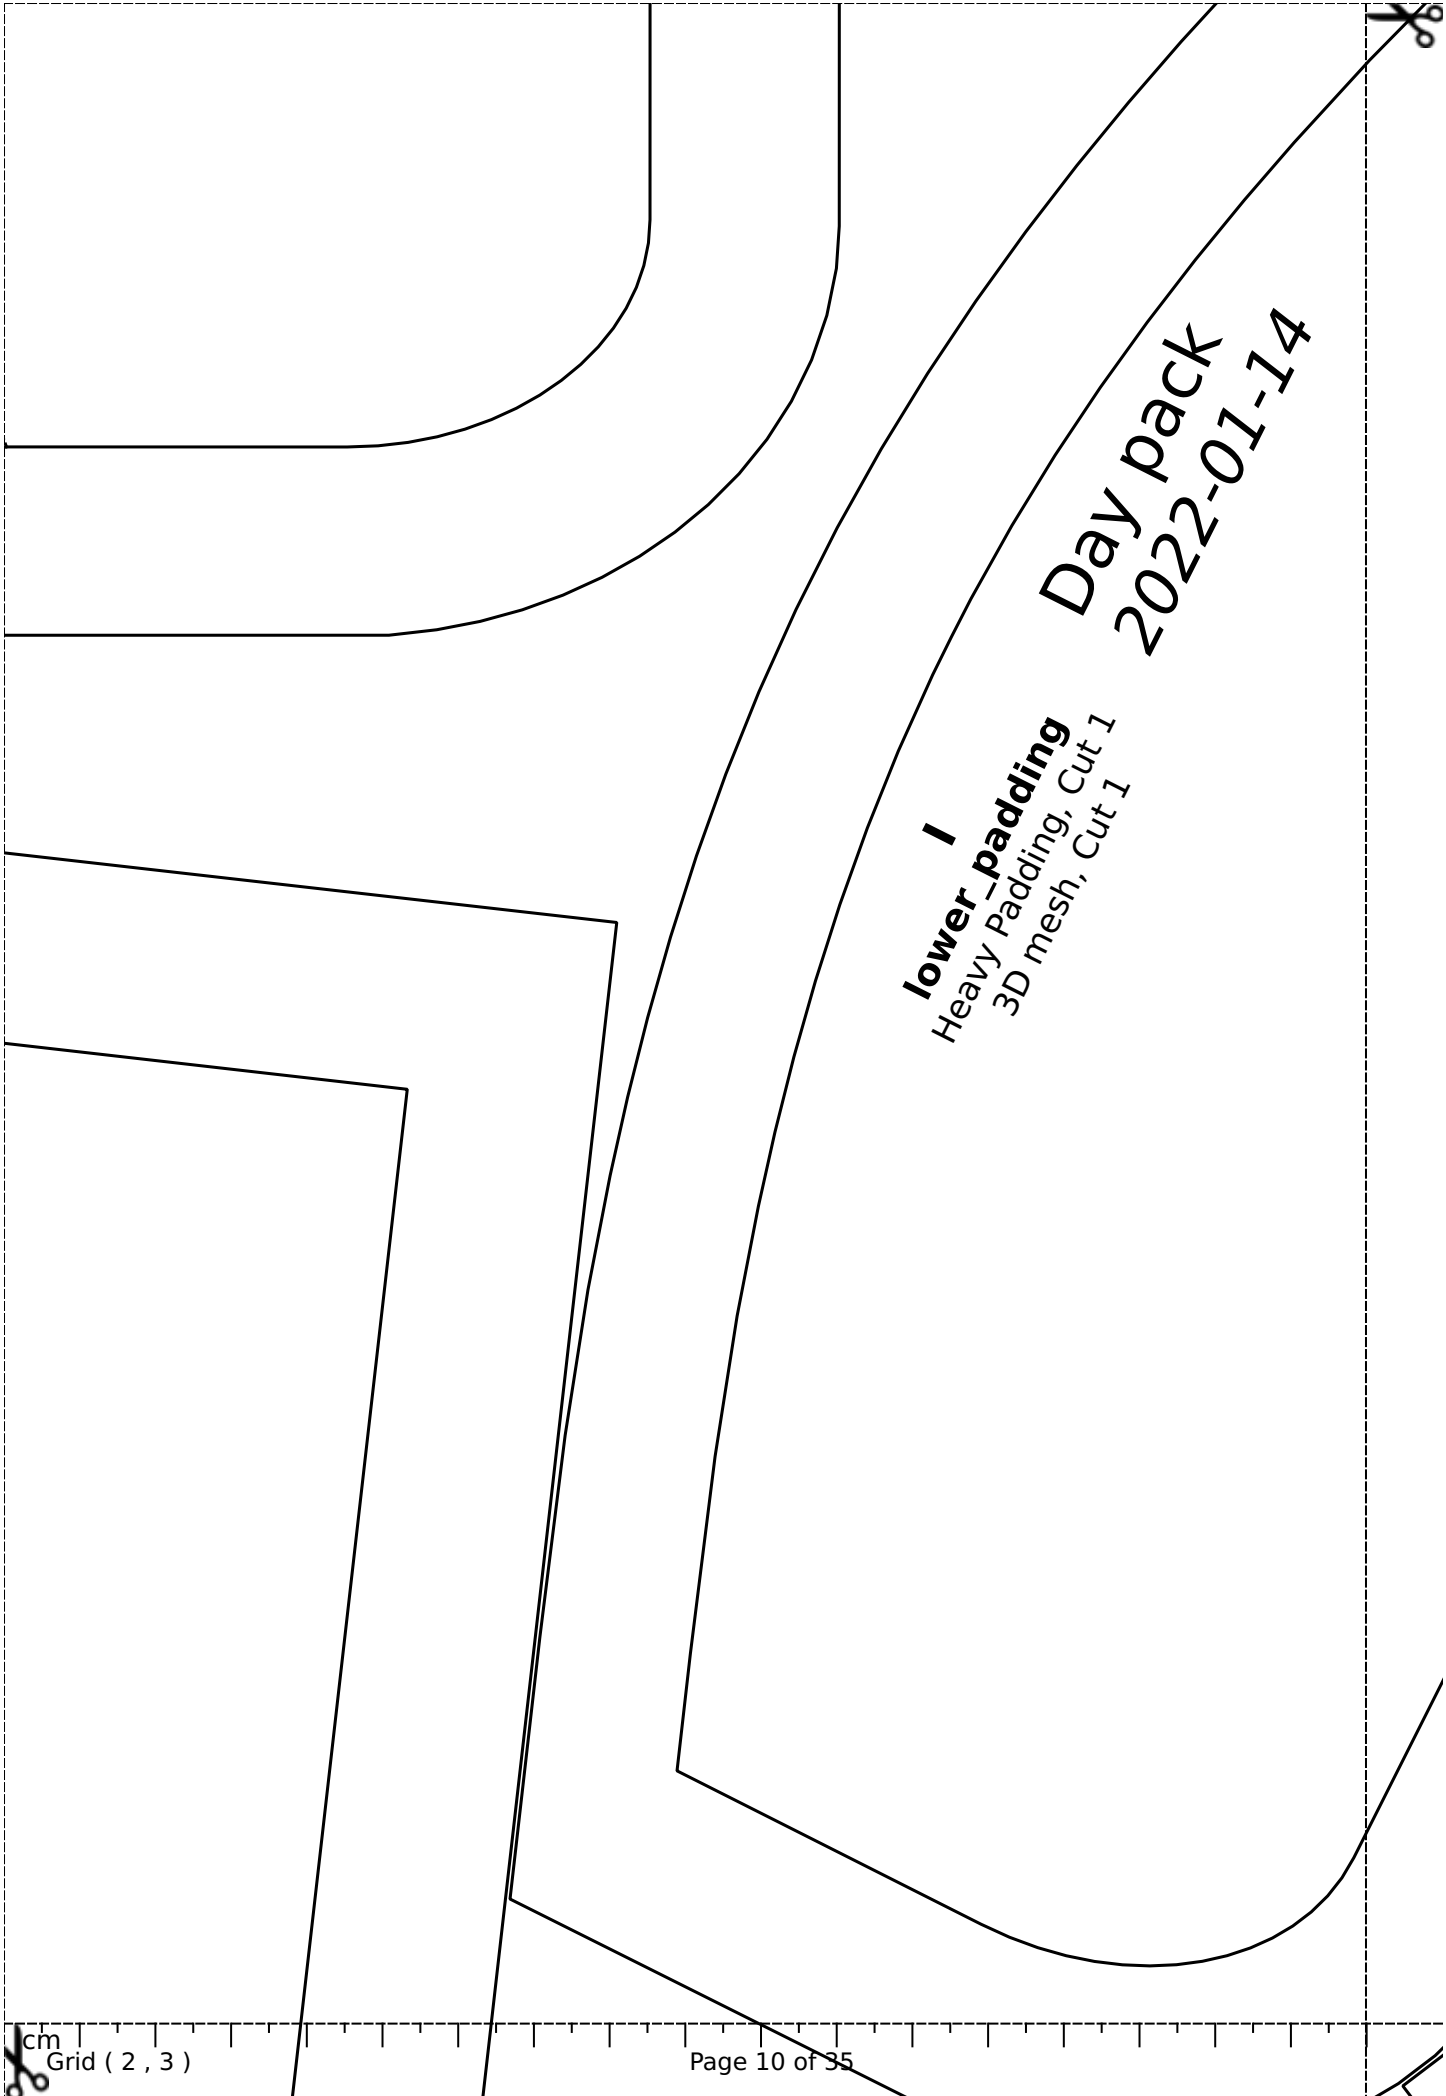 Day pack
2022-01-14
I
lower_padding
Heavy Padding, Cut 1
3D mesh, Cut 1
cm
Grid ( 2 , 3 )
Page 10 of 35